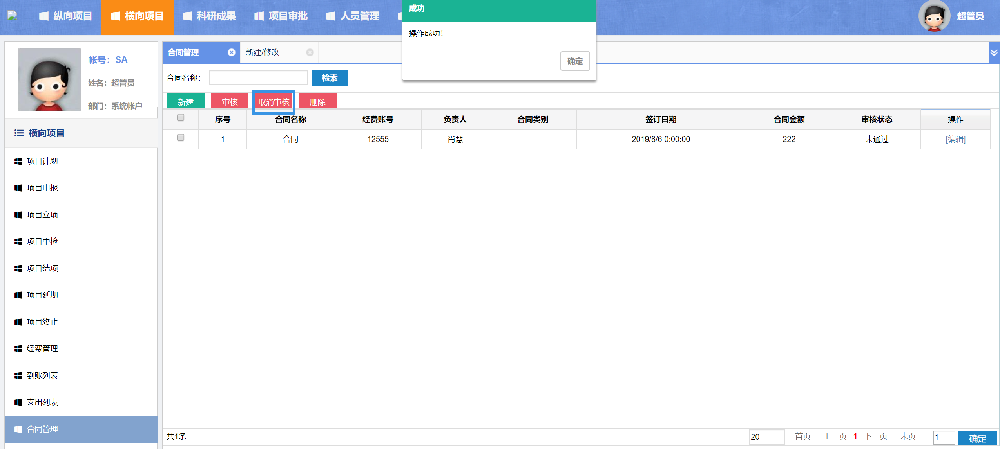 纵向项目 横向项目 科研成果 项目审批 人员管理
成功
超管员
操作成功!
确定
帐号: SA
姓名: 超管员
部门: 系统帐户
合同管理 新建/修改
合同名称: 检索
新建 审核 取消审核 删除
序号 合同名称 经费账号 负责人 合同类别 签订日期 合同金额 审核状态 操作
1 合同 12555 肖慧 2019/8/6 0:00:00 222 未通过 [编辑]
横向项目
项目计划
项目申报
项目立项
项目中检
项目结项
项目延期
项目终止
经费管理
到账列表
支出列表
合同管理
共1条 20 首页 上一页 1 下一页 末页 1 确定